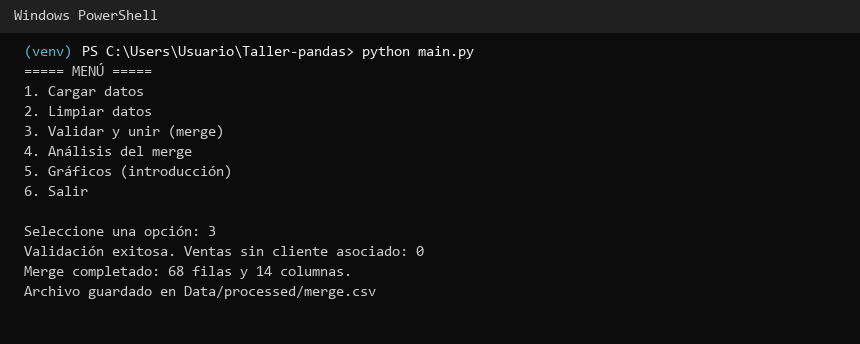 Windows PowerShell
(venv) PS C:\Users\Usuario\Taller-pandas> python main.py
===== MENÚ =====
1. Cargar datos
2. Limpiar datos
3. Validar y unir (merge)
4. Análisis del merge
5. Gráficos (introducción)
6. Salir
Seleccione una opción: 3
Validación exitosa. Ventas sin cliente asociado: 0
Merge completado: 68 filas y 14 columnas.
Archivo guardado en Data/processed/merge.csv